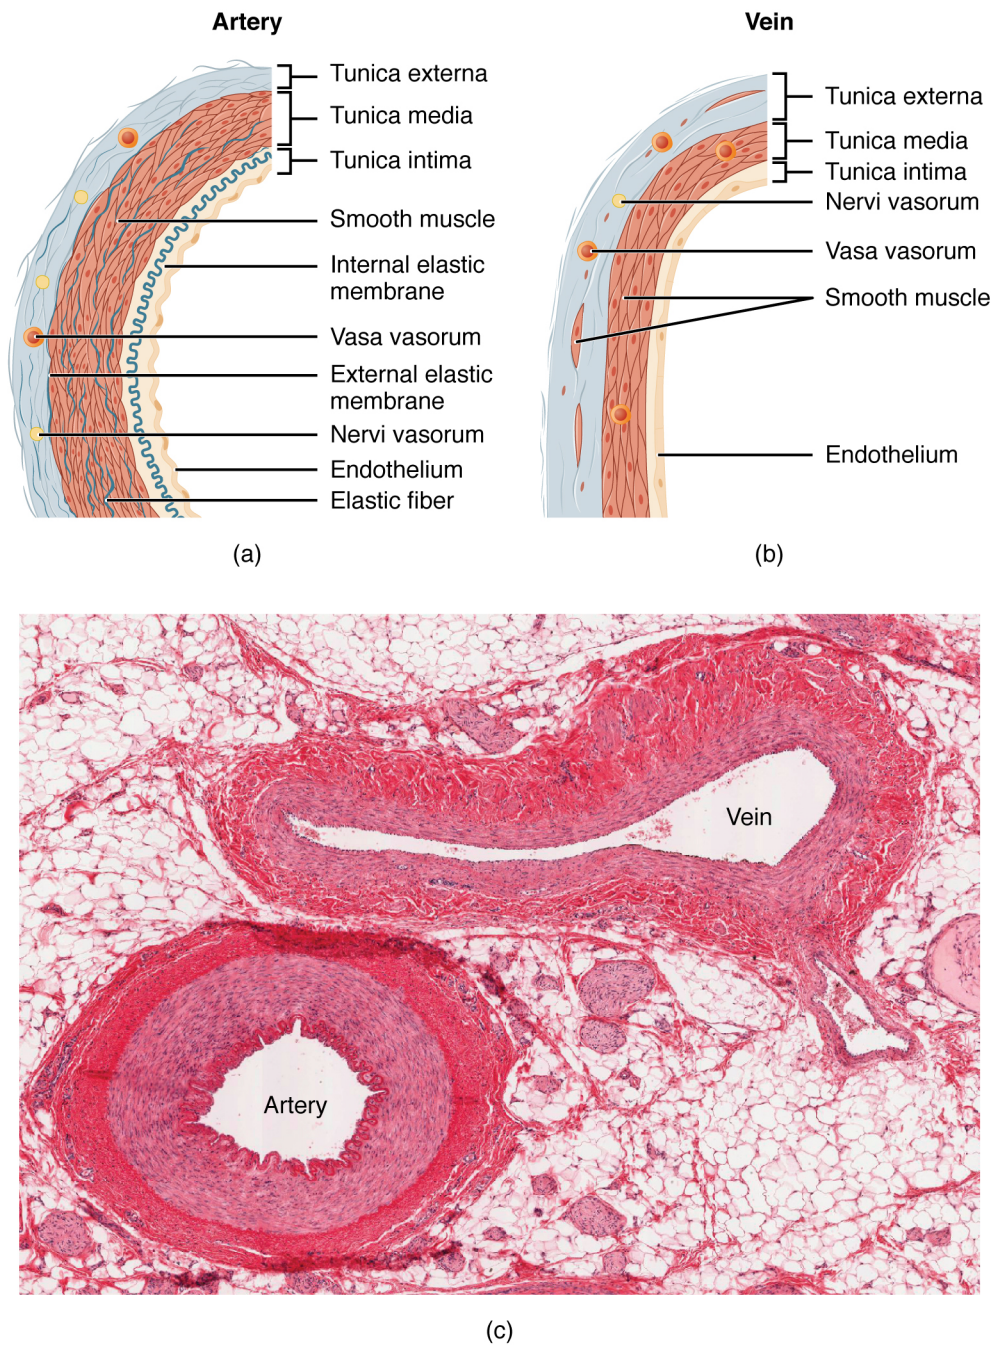 Artery
Tunica externa
Tunica media
Tunica intima
Smooth muscle
Internal elastic
membrane
Vasa vasorum
External elastic
membrane
Nervi vasorum
Endothelium
Elastic fiber
(a)
Vein
Tunica externa
Tunica media
Tunica intima
Nervi vasorum
Vasa vasorum
Smooth muscle
Endothelium
(b)
Vein
Artery
(c)